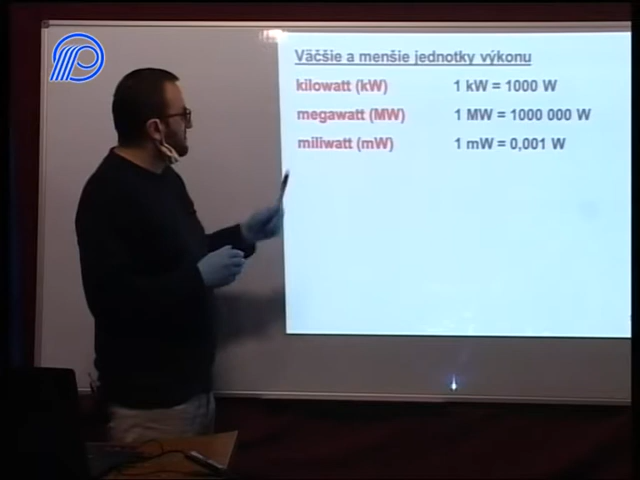 Väčšie a menšie jednotky výkonu
kilowatt (kW) 1 kW = 1000 W
megawatt (MW) 1 MW = 1000 000 W
miliwatt (mW) 1 mW = 0,001 W